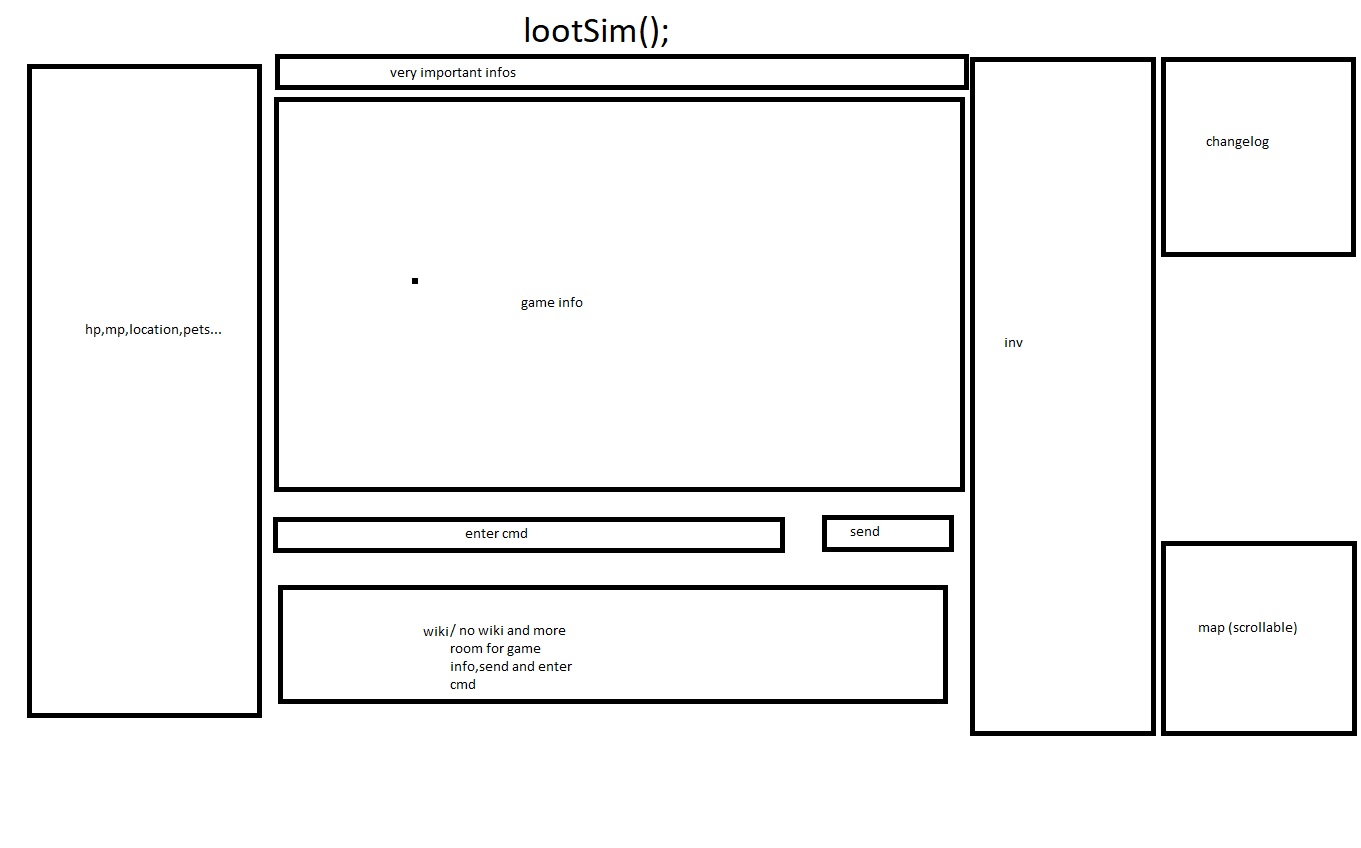 lootSim();
very important infos
changelog
game info
hp,mp,location,pets...
inv
enter cmd
send
wiki/ no wiki and more
room for game
info,send and enter
cmd
map (scrollable)